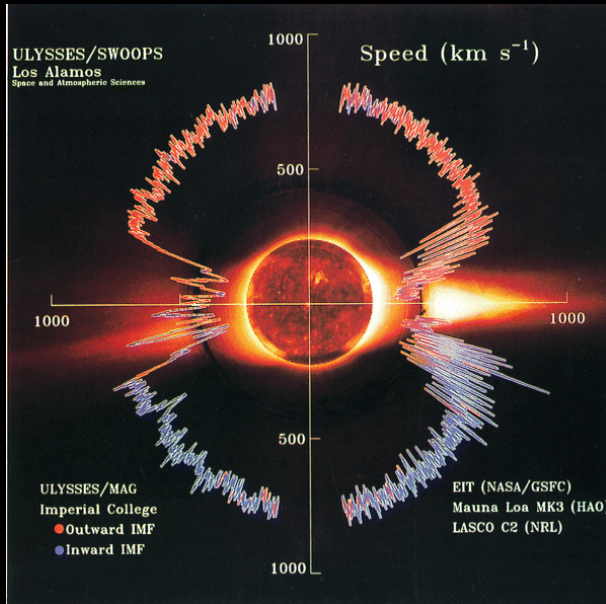 ULYSSES/SWOOPS
Los Alamos
Space and Atmospheric Sciences
Speed (km s⁻¹)
1000
500
1000
1000
500
1000
ULYSSES/MAG
Imperial College
Outward IMF
Inward IMF
EIT (NASA/GSFC)
Mauna Loa MK3 (HAO)
LASCO C2 (NRL)